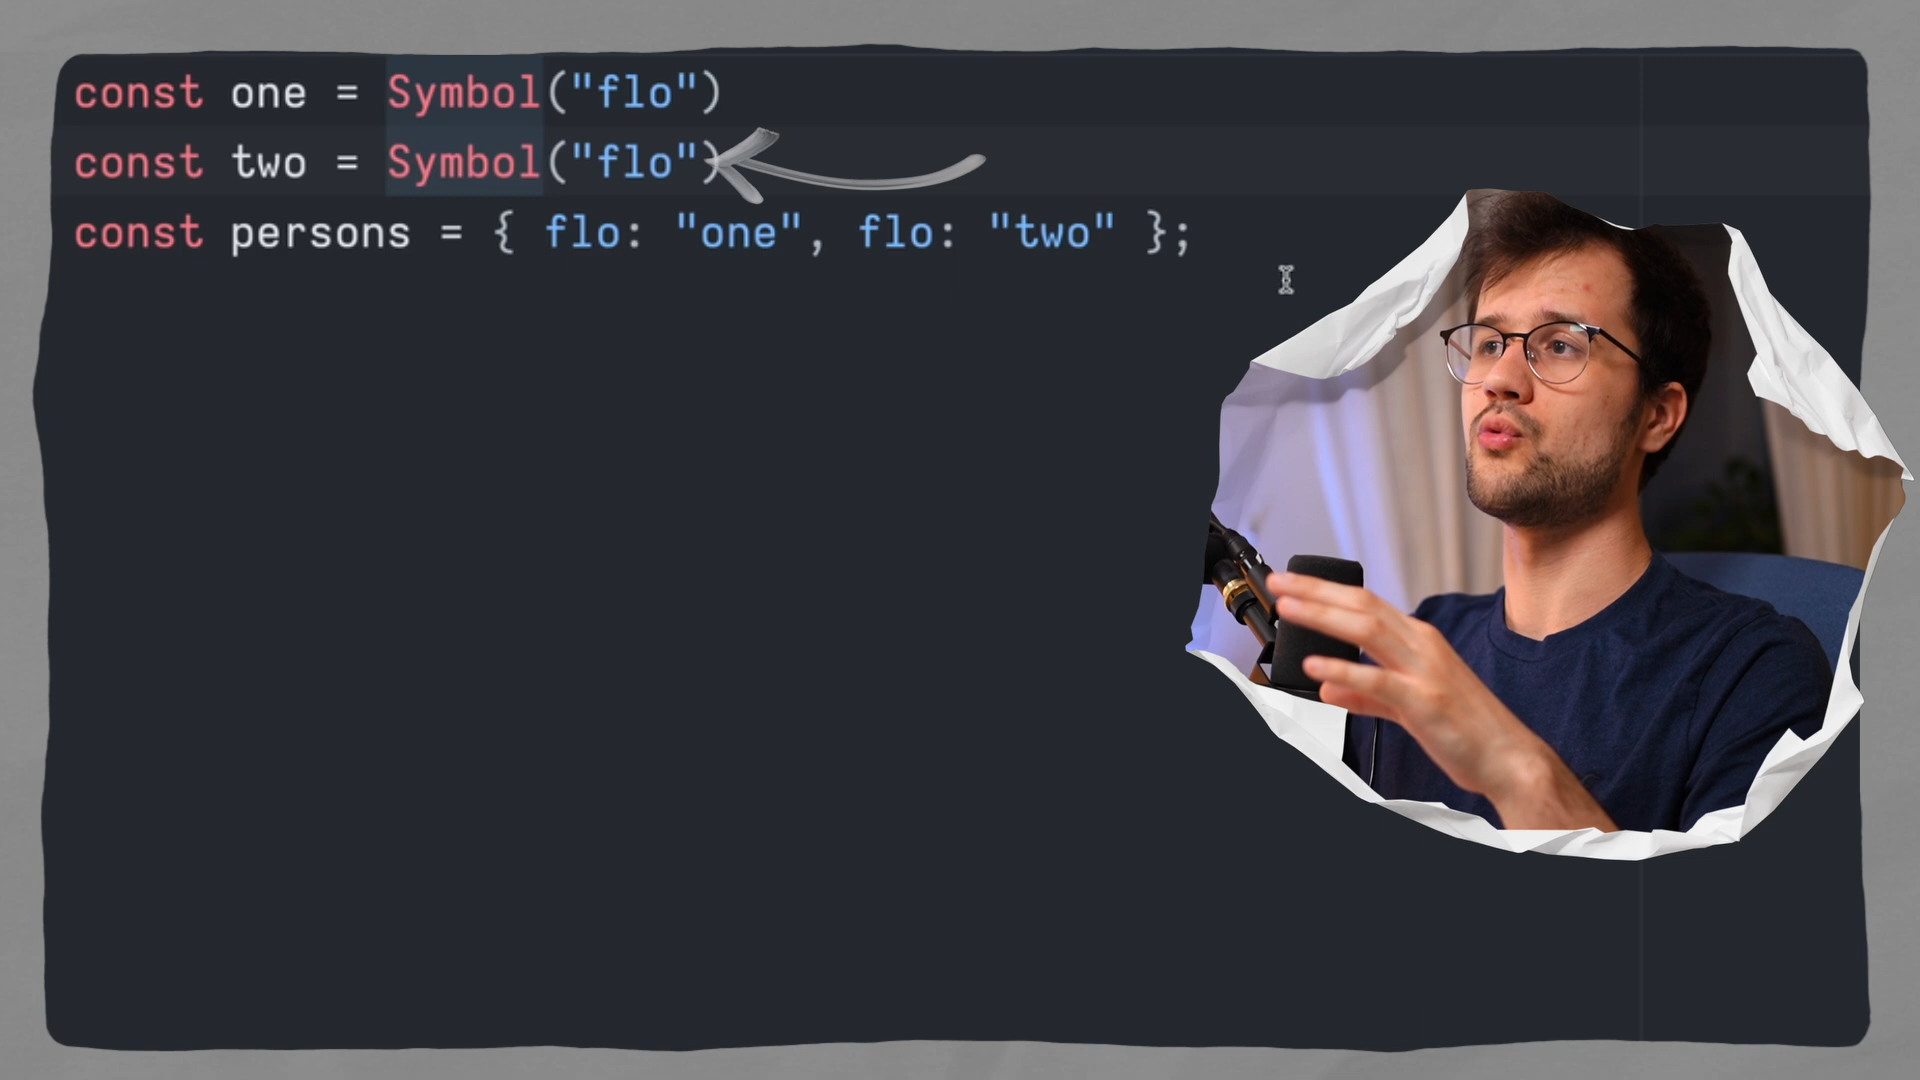 const one = Symbol("flo")
const two = Symbol("flo")
const persons = { flo: "one", flo: "two" };